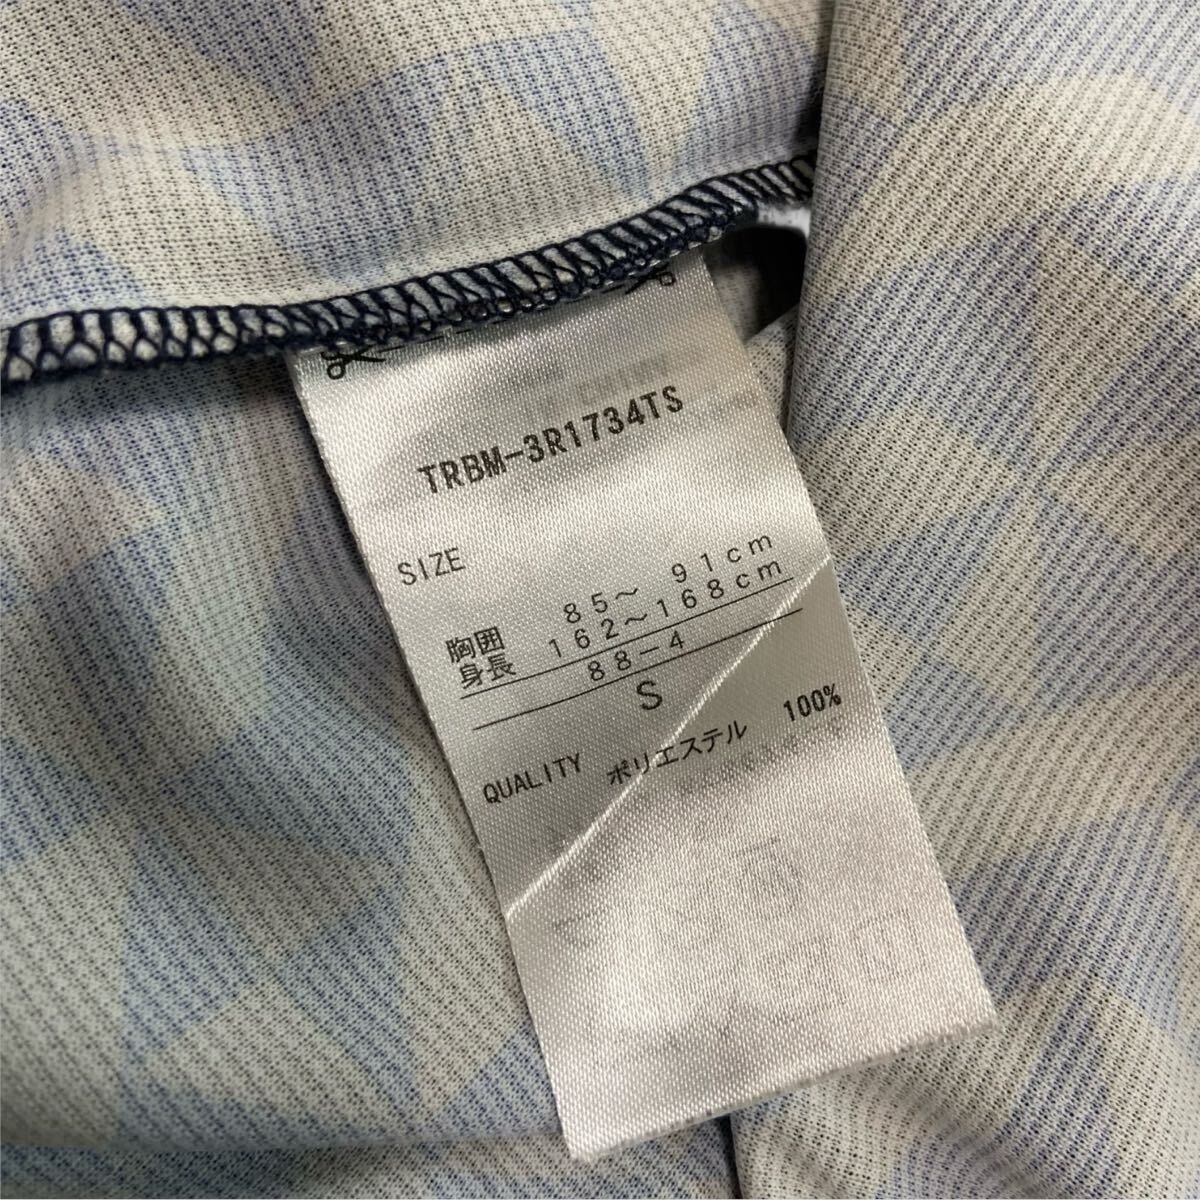 TRBM-3R1734TS
SIZE
胸囲 85～ 91cm
身長 162～168cm
88-4
S
QUALITY ポリエステル 100%